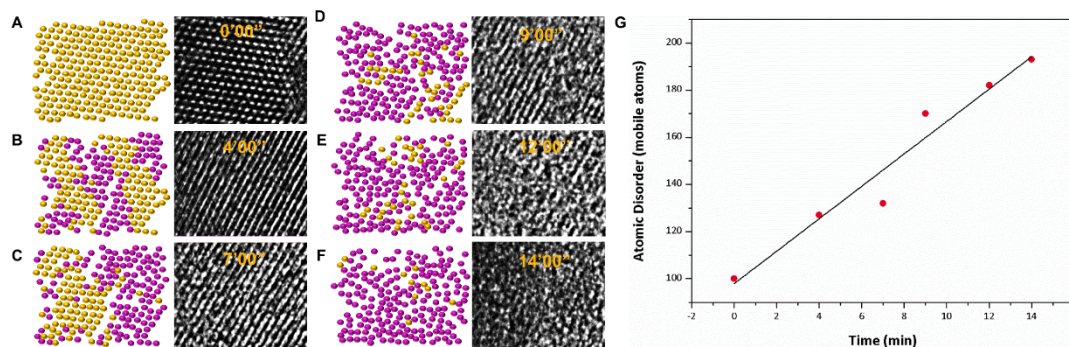 A
0'00"
B
4'00"
C
7'00"
D
9'00"
E
12'00"
F
14'00"
G
Atomic Disorder (mobile atoms)
200
180
160
140
120
100
-2 0 2 4 6 8 10 12 14
Time (min)